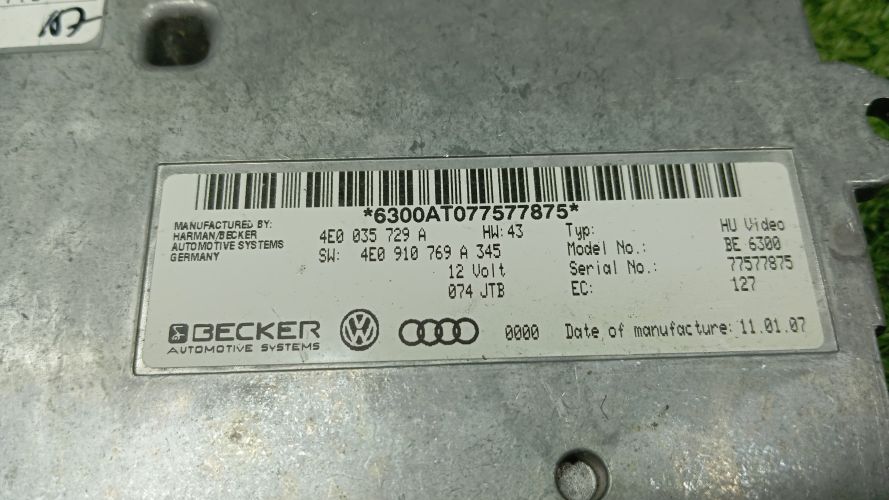 107
*6300AT077577875*
MANUFACTURED BY:
HARMAN/BECKER
AUTOMOTIVE SYSTEMS
GERMANY
4E0 035 729 A HW: 43
SW: 4E0 910 769 A 345
12 Volt
074 JTB
Typ: HU Video
Model No.: BE 6300
Serial No.: 77577875
EC: 127
BECKER
AUTOMOTIVE SYSTEMS
0000 Date of manufacture: 11.01.07